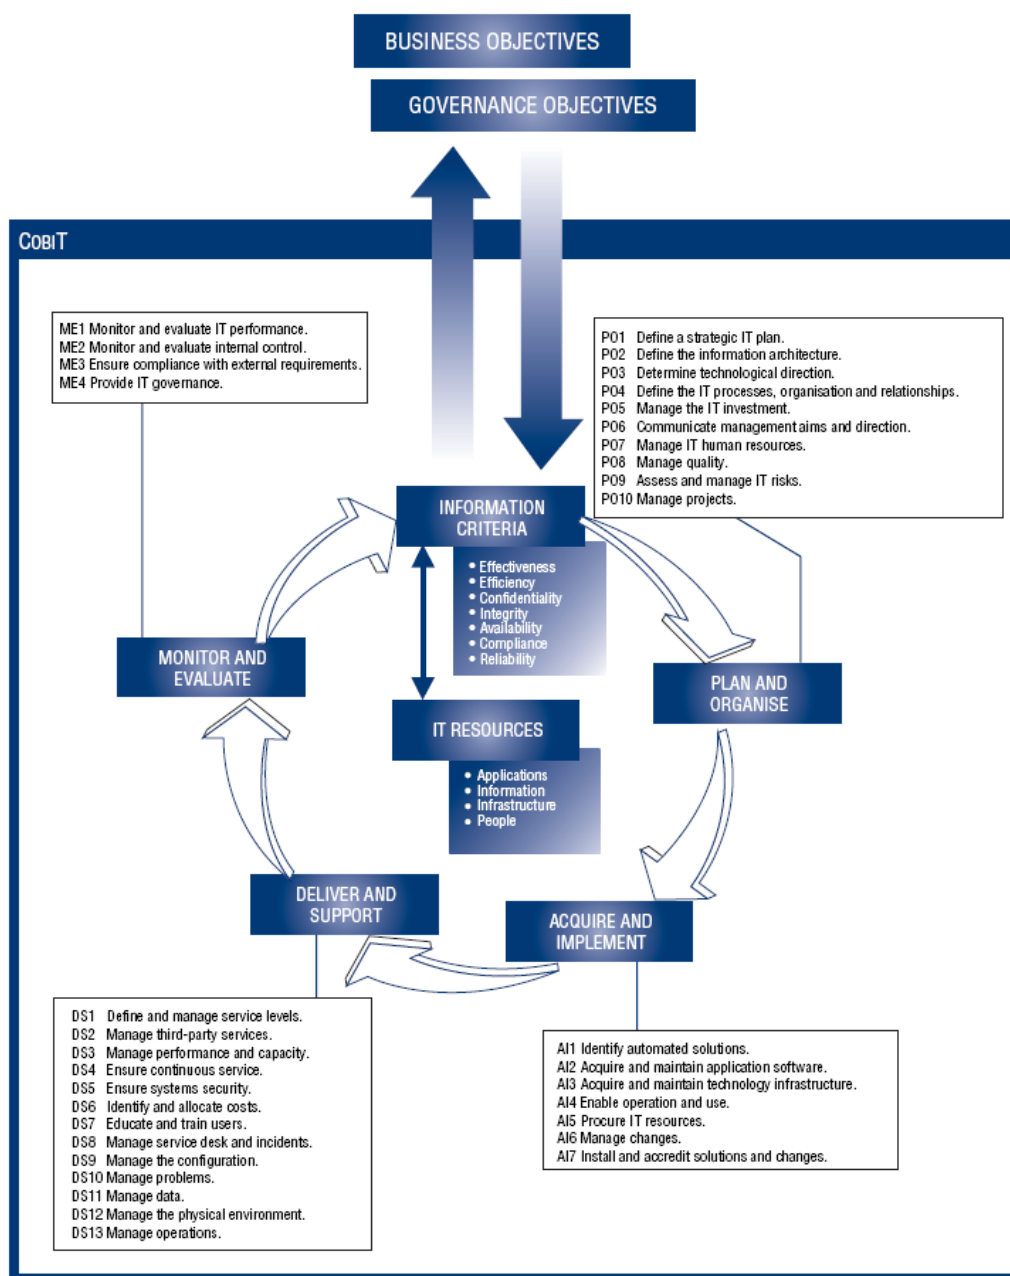 BUSINESS OBJECTIVES
GOVERNANCE OBJECTIVES
COBIT
ME1 Monitor and evaluate IT performance.
ME2 Monitor and evaluate internal control.
ME3 Ensure compliance with external requirements.
ME4 Provide IT governance.
PO1 Define a strategic IT plan.
PO2 Define the information architecture.
PO3 Determine technological direction.
PO4 Define the IT processes, organisation and relationships.
PO5 Manage the IT investment.
PO6 Communicate management aims and direction.
PO7 Manage IT human resources.
PO8 Manage quality.
PO9 Assess and manage IT risks.
PO10 Manage projects.
INFORMATION
CRITERIA
• Effectiveness
• Efficiency
• Confidentiality
• Integrity
• Availability
• Compliance
• Reliability
MONITOR AND
EVALUATE
PLAN AND
ORGANISE
IT RESOURCES
• Applications
• Information
• Infrastructure
• People
DELIVER AND
SUPPORT
ACQUIRE AND
IMPLEMENT
DS1 Define and manage service levels.
DS2 Manage third-party services.
DS3 Manage performance and capacity.
DS4 Ensure continuous service.
DS5 Ensure systems security.
DS6 Identify and allocate costs.
DS7 Educate and train users.
DS8 Manage service desk and incidents.
DS9 Manage the configuration.
DS10 Manage problems.
DS11 Manage data.
DS12 Manage the physical environment.
DS13 Manage operations.
AI1 Identify automated solutions.
AI2 Acquire and maintain application software.
AI3 Acquire and maintain technology infrastructure.
AI4 Enable operation and use.
AI5 Procure IT resources.
AI6 Manage changes.
AI7 Install and accredit solutions and changes.